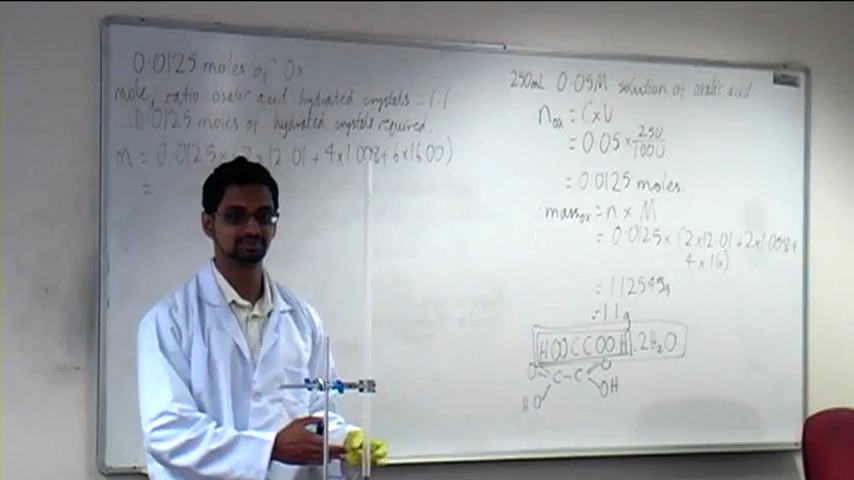 0.0125 moles of Ox
mole ratio oxalic acid hydrated crystals = 1:1
∴ 0.0125 moles of hydrated crystals required.
m = 0.0125 × 2×12.01 + 4×1.008 + 6×16.00)
=
250mL 0.05M solution of oxalic acid
nox = C×V
= 0.05 × 250/1000
= 0.0125 moles.
∴ massox = n × M
= 0.0125 × (2×12.01 + 2×1.008 +
4×16)
= 1.12545g
= 1.1g
HOOCCOOH.2H2O
O O
C-C
HO OH